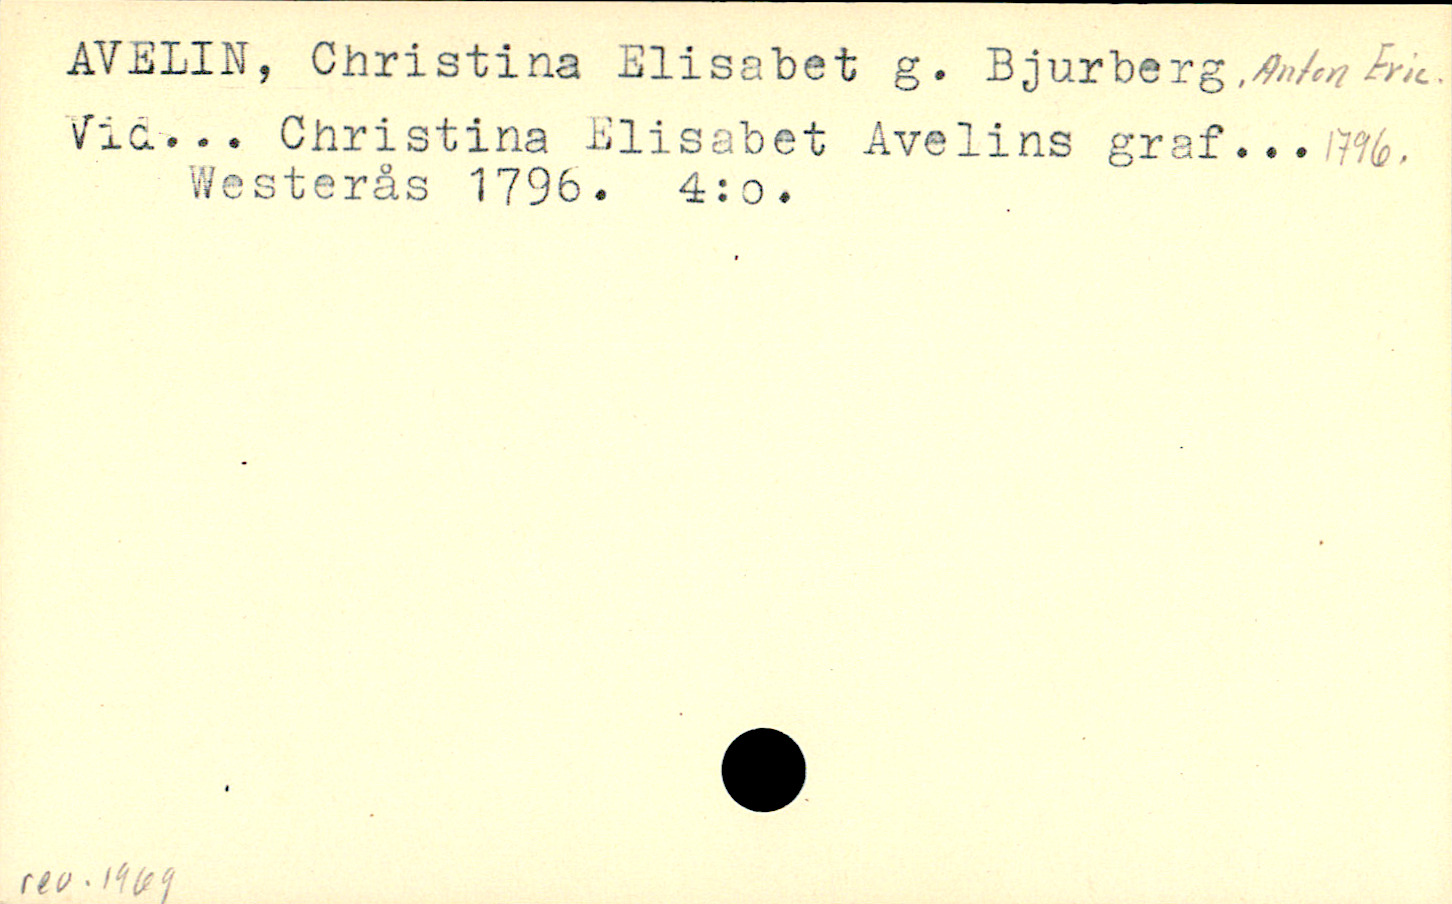 AVELIN, Christina Elisabet g. Bjurberg, Anton Eric.
Vid... Christina Elisabet Avelins graf... 1796.
Westerås 1796. 4:o.
rev. 1969